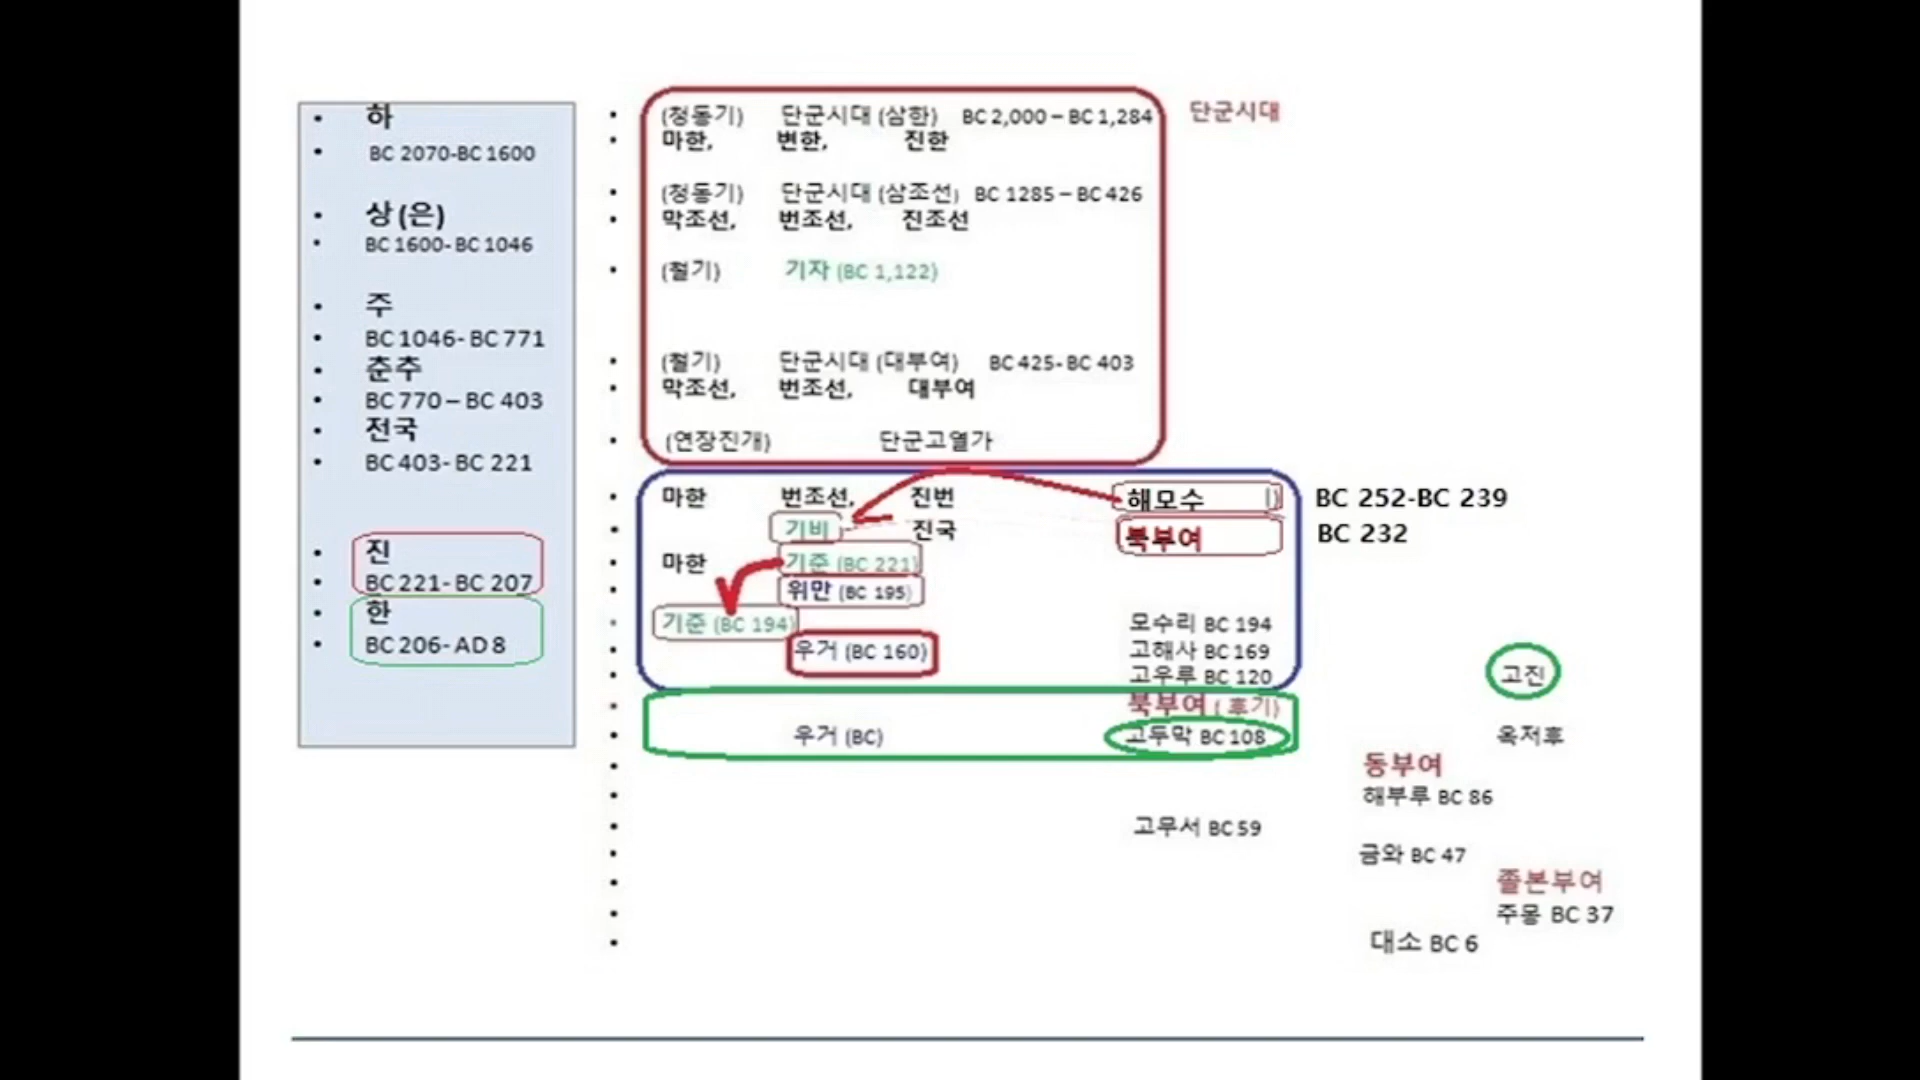 하
BC 2070-BC 1600
상 (은)
BC 1600- BC 1046
주
BC 1046- BC 771
춘추
BC 770 – BC 403
전국
BC 403- BC 221
진
BC 221- BC 207
한
BC 206- AD 8
(청동기) 단군시대 (삼한) BC 2,000 – BC 1,284 단군시대
마한, 변한, 진한
(청동기) 단군시대 (삼조선) BC 1285 – BC 426
막조선, 번조선, 진조선
(철기) 기자 (BC 1,122)
(철기) 단군시대 (대부여) BC 425- BC 403
막조선, 번조선, 대부여
(연장진개) 단군고열가
마한 번조선, 진번 해모수 ) BC 252-BC 239
기비 진국 북부여 BC 232
마한 기준 (BC 221)
위만 (BC 195)
기준 (BC 194) 모수리 BC 194
우거 (BC 160) 고해사 BC 169
고우루 BC 120 고진
북부여 ( 후기)
우거 (BC) 고두막 BC 108 옥저후
동부여
해부루 BC 86
고무서 BC 59
금와 BC 47
졸본부여
주몽 BC 37
대소 BC 6